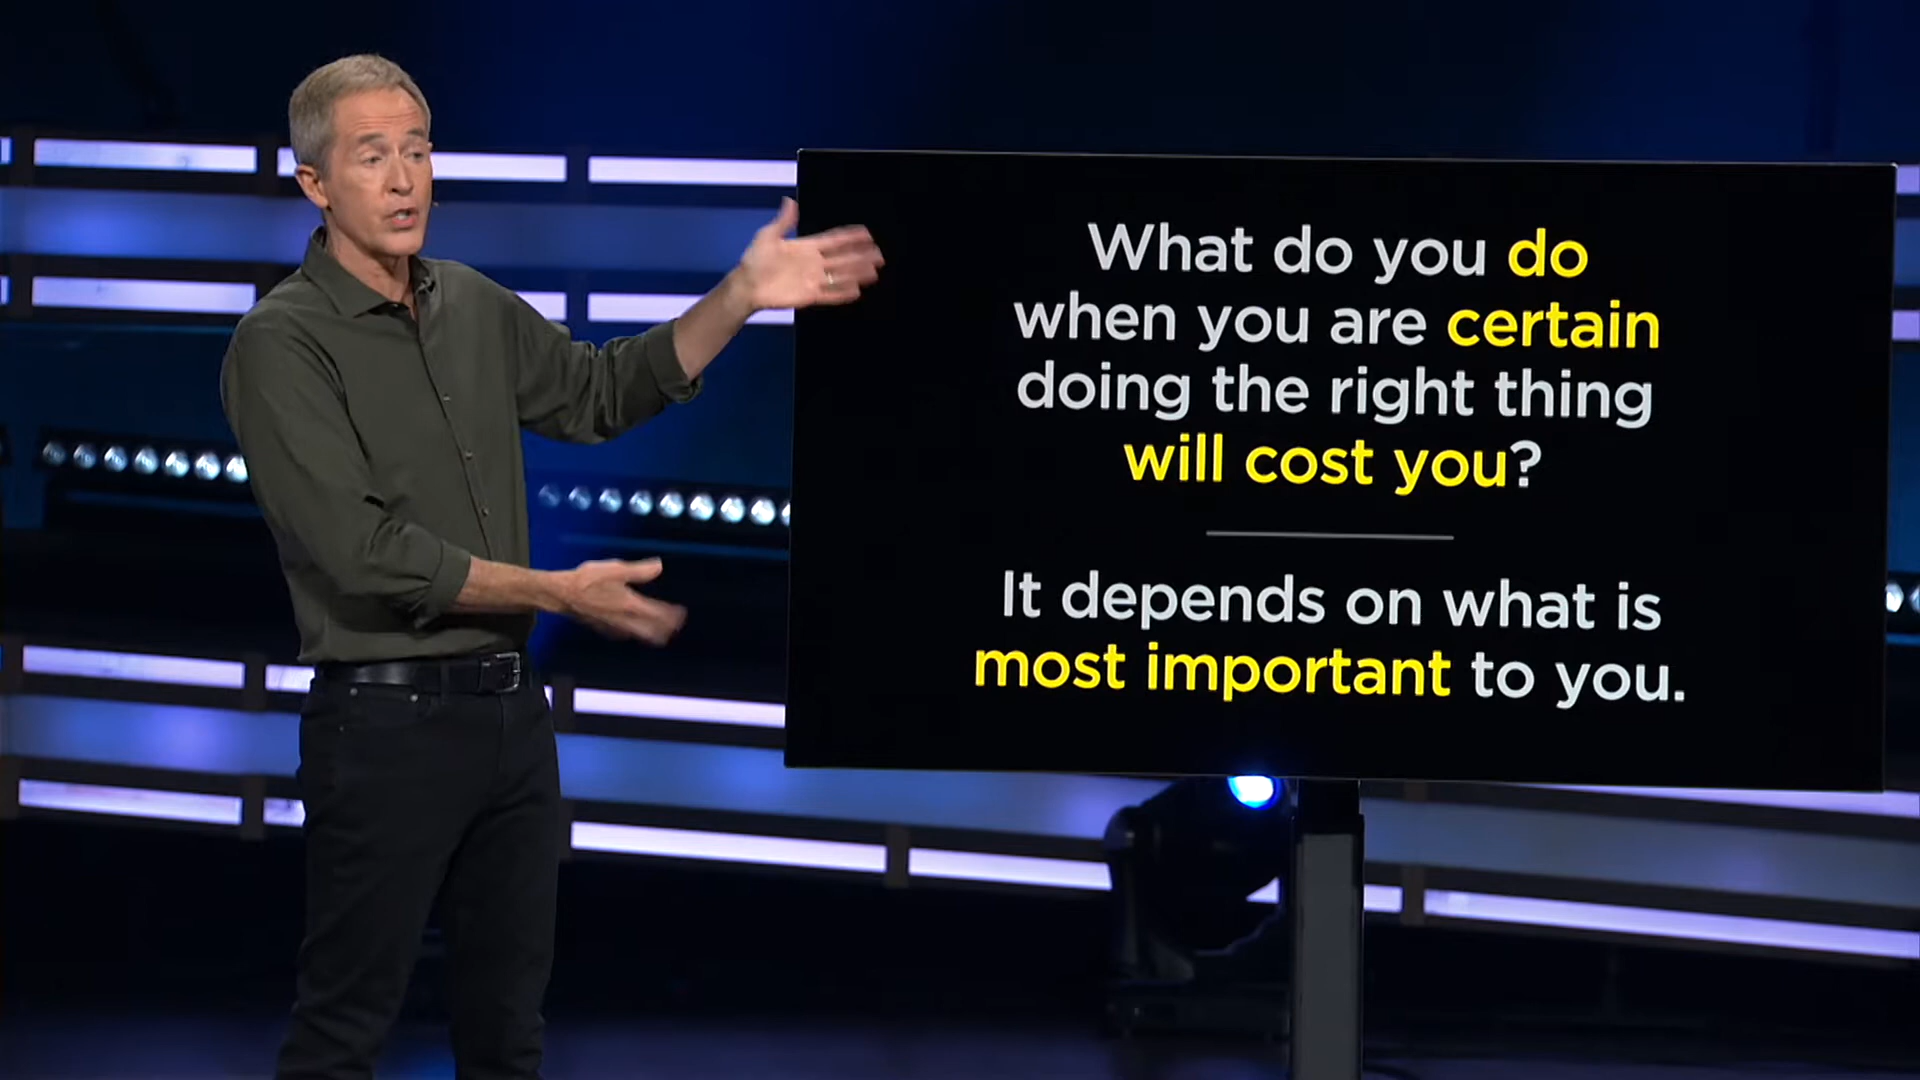 What do you do
when you are certain
doing the right thing
will cost you?
It depends on what is
most important to you.